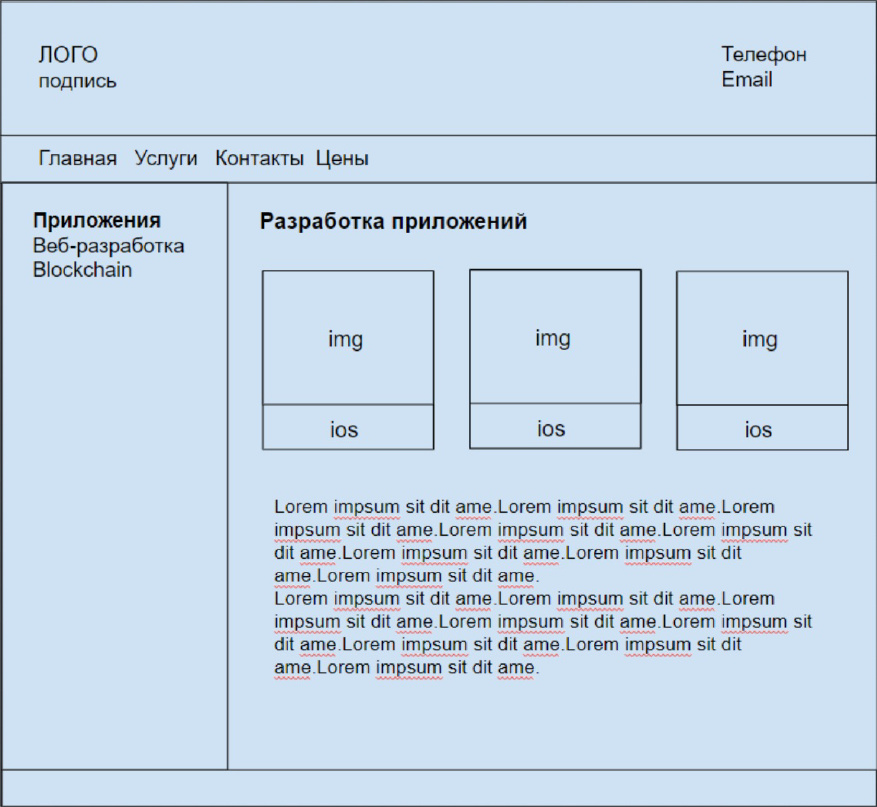 ЛОГО
подпись
Телефон
Email
Главная Услуги Контакты Цены
Приложения
Веб-разработка
Blockchain
Разработка приложений
img
img
img
ios
ios
ios
Lorem impsum sit dit ame.Lorem impsum sit dit ame.Lorem
impsum sit dit ame.Lorem impsum sit dit ame.Lorem impsum sit
dit ame.Lorem impsum sit dit ame.Lorem impsum sit dit
ame.Lorem impsum sit dit ame.
Lorem impsum sit dit ame.Lorem impsum sit dit ame.Lorem
impsum sit dit ame.Lorem impsum sit dit ame.Lorem impsum sit
dit ame.Lorem impsum sit dit ame.Lorem impsum sit dit
ame.Lorem impsum sit dit ame.